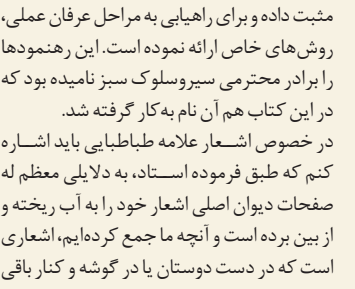 مثبت داده و برای راهیابی به مراحل عرفان عملی،
روش‌های خاص ارائه نموده است. این رهنمودها
را برادر محترمی سیروسلوک سبز نامیده بود که
در این کتاب هم آن نام به‌کار گرفته شد.
در خصوص اشعار علامه طباطبایی باید اشاره
کنم که طبق فرموده استاد، به دلایلی معظم له
صفحات دیوان اصلی اشعار خود را به آب ریخته و
از بین برده است و آنچه ما جمع کرده‌ایم، اشعاری
است که در دست دوستان یا در گوشه و کنار باقی